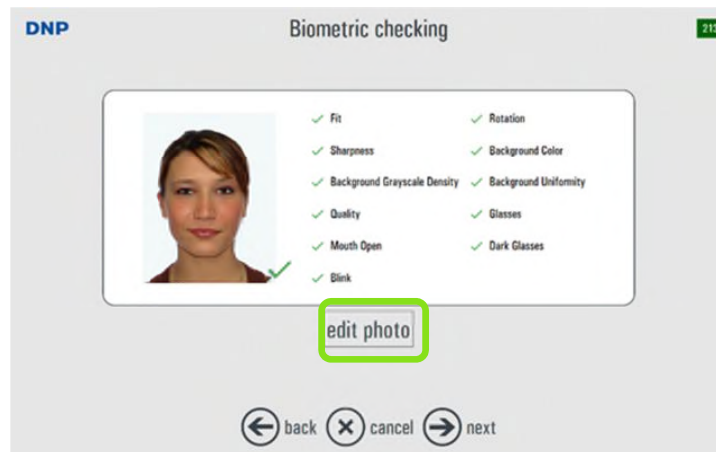 DNP
Biometric checking
213
Fit
Rotation
Sharpness
Background Color
Background Grayscale Density
Background Uniformity
Quality
Glasses
Mouth Open
Dark Glasses
Blink
edit photo
back
cancel
next